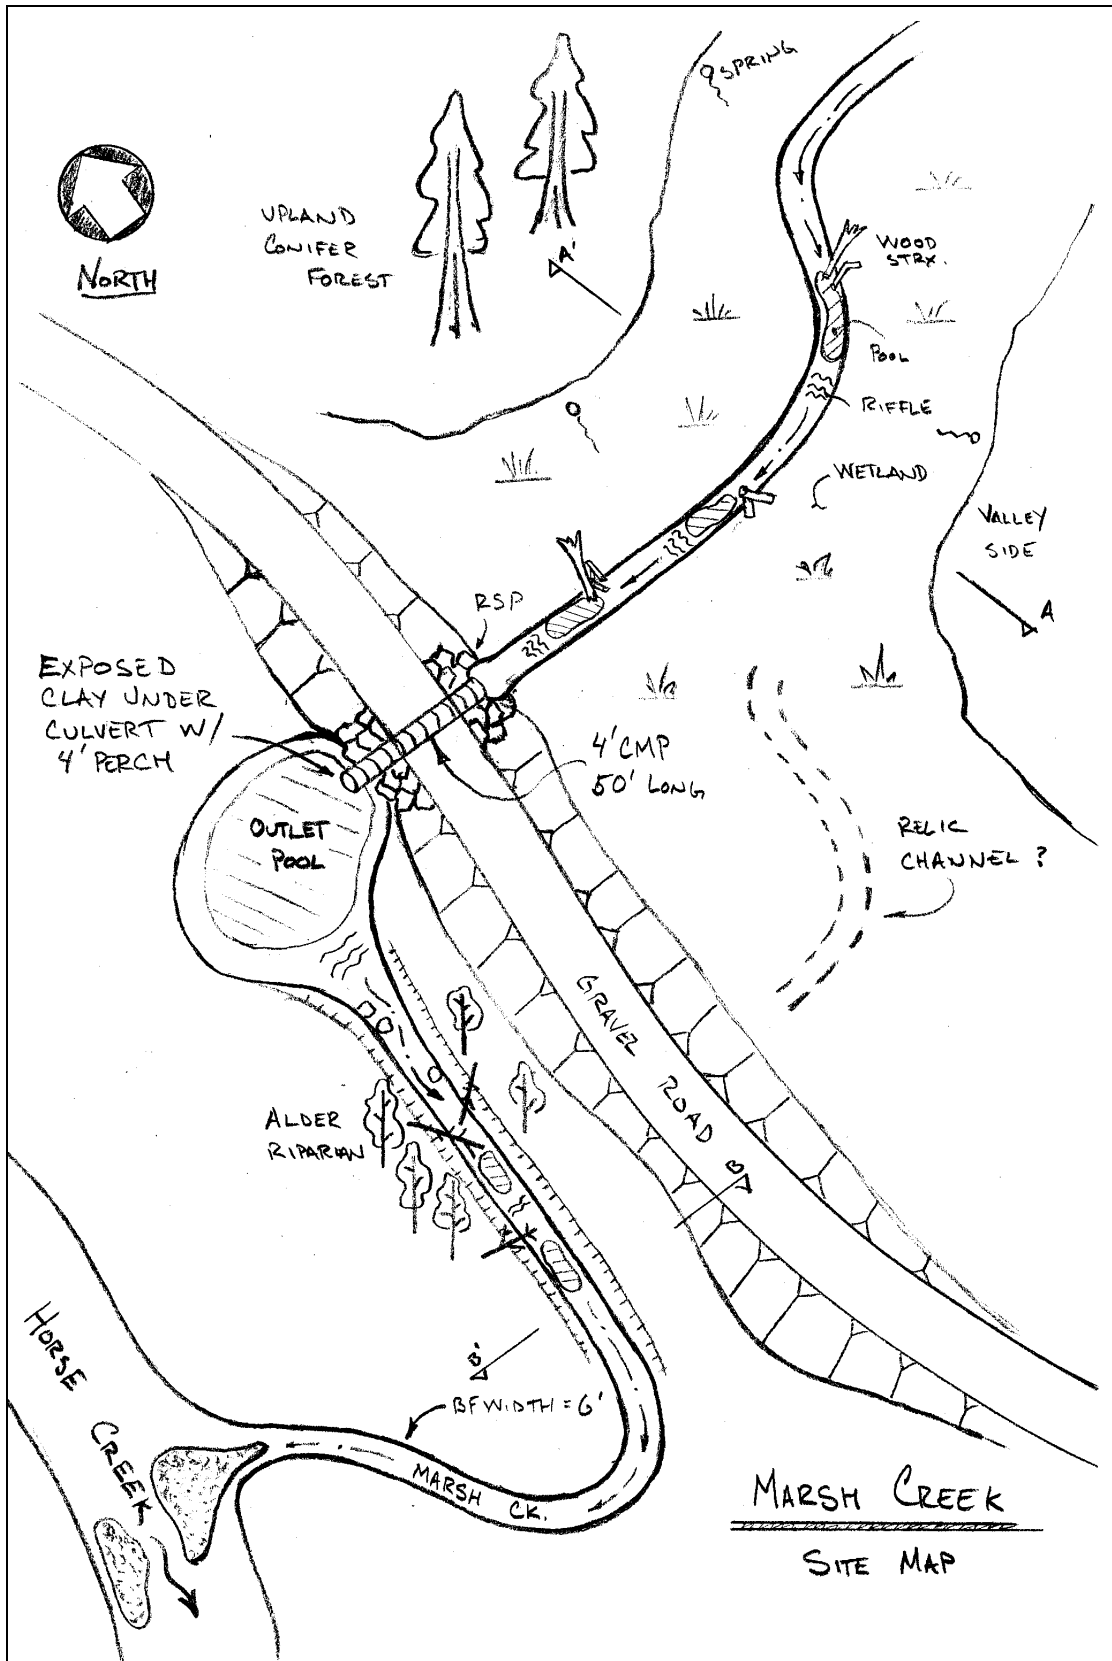 SPRING
UPLAND
CONIFER
FOREST
A'
NORTH
WOOD
STRX.
POOL
RIFFLE
WETLAND
VALLEY
SIDE
A
RSP
EXPOSED
CLAY UNDER
CULVERT W/
4' PERCH
4' CMP
50' LONG
OUTLET
POOL
RELIC
CHANNEL ?
GRAVEL ROAD
ALDER
RIPARIAN
B
B'
BF WIDTH = 6'
HORSE CREEK
MARSH CK.
MARSH CREEK
SITE MAP